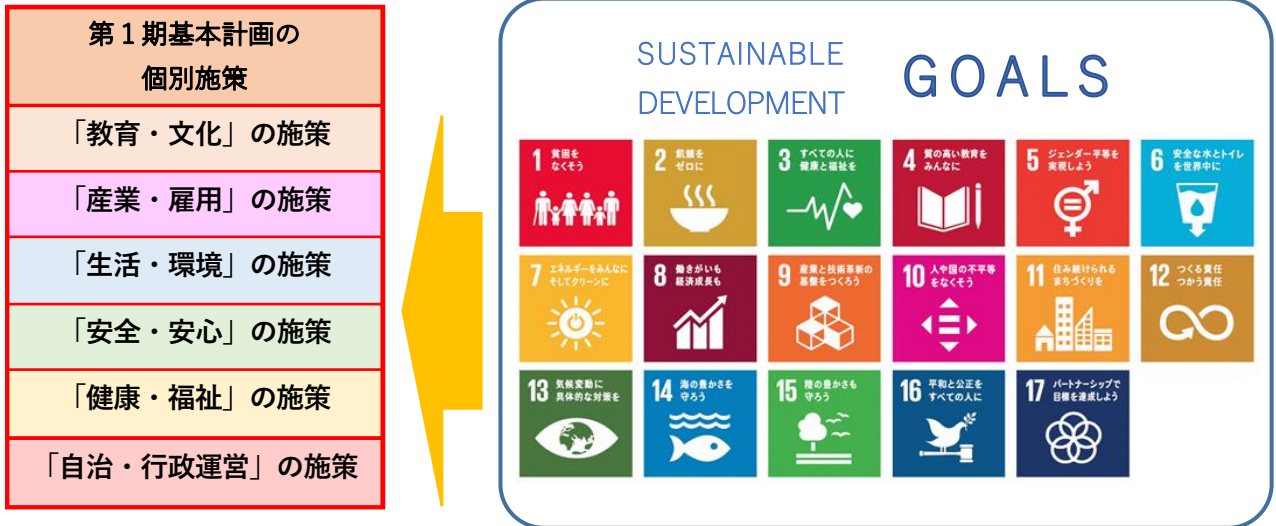 第１期基本計画の
個別施策
「教育・文化」の施策
「産業・雇用」の施策
「生活・環境」の施策
「安全・安心」の施策
「健康・福祉」の施策
「自治・行政運営」の施策
SUSTAINABLE
DEVELOPMENT
GOALS
1 貧困を
なくそう
2 飢餓を
ゼロに
3 すべての人に
健康と福祉を
4 質の高い教育を
みんなに
5 ジェンダー平等を
実現しよう
6 安全な水とトイレ
を世界中に
7 エネルギーをみんなに
そしてクリーンに
8 働きがいも
経済成長も
9 産業と技術革新の
基盤をつくろう
10 人や国の不平等
をなくそう
11 住み続けられる
まちづくりを
12 つくる責任
つかう責任
13 気候変動に
具体的な対策を
14 海の豊かさを
守ろう
15 陸の豊かさも
守ろう
16 平和と公正を
すべての人に
17 パートナーシップで
目標を達成しよう